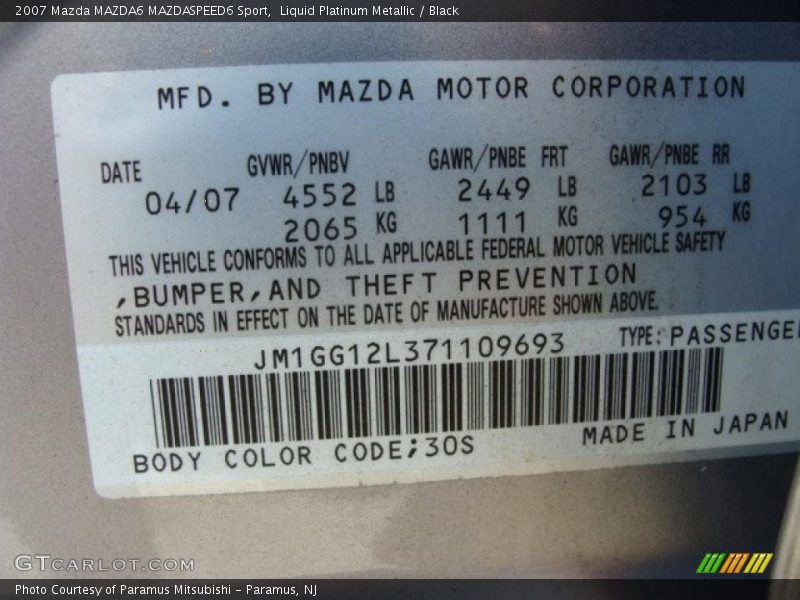 2007 Mazda MAZDA6 MAZDASPEED6 Sport,  Liquid Platinum Metallic / Black
MFD. BY MAZDA MOTOR CORPORATION
DATE GVWR/PNBV GAWR/PNBE FRT GAWR/PNBE RR
04/07 4552 LB 2449 LB 2103 LB
2065 KG 1111 KG 954 KG
THIS VEHICLE CONFORMS TO ALL APPLICABLE FEDERAL MOTOR VEHICLE SAFETY
,BUMPER,AND THEFT PREVENTION
STANDARDS IN EFFECT ON THE DATE OF MANUFACTURE SHOWN ABOVE.
JM1GG12L371109693 TYPE:PASSENGE
BODY COLOR CODE;30S MADE IN JAPAN
GTCARLOT.COM
Photo Courtesy of Paramus Mitsubishi - Paramus, NJ